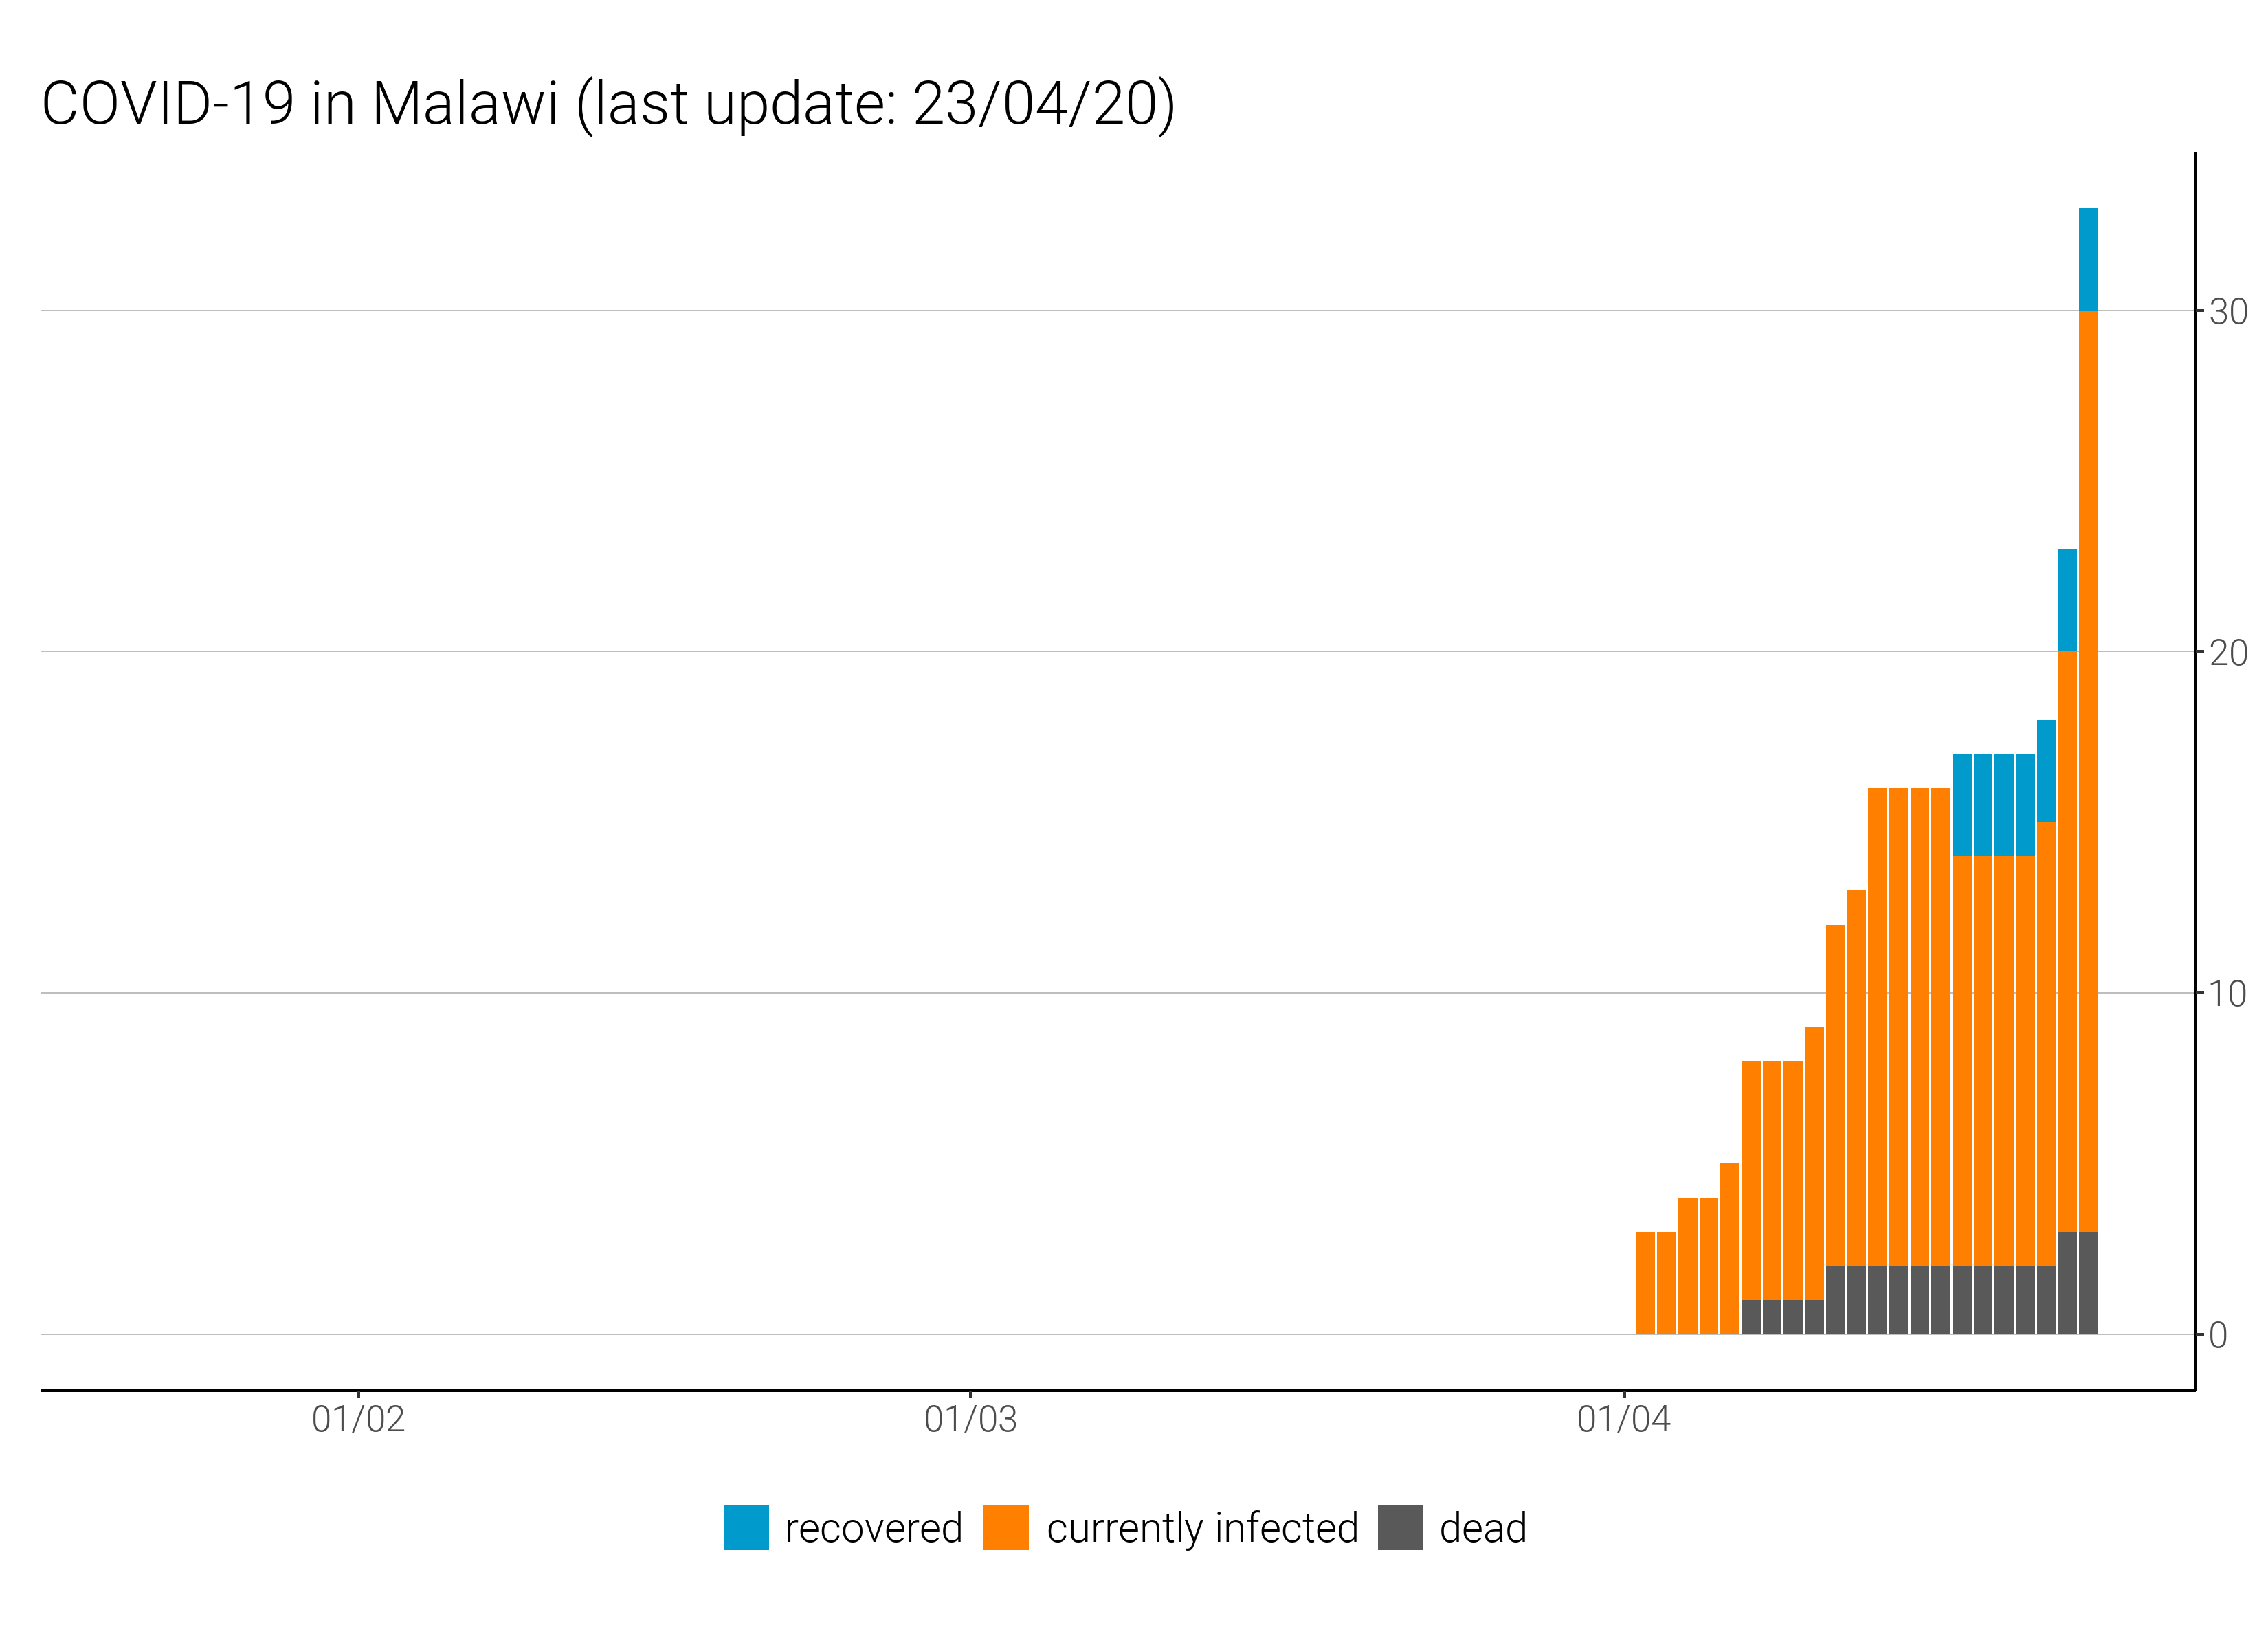 COVID-19 in Malawi (last update: 23/04/20)
30
20
10
0
01/02 01/03 01/04
recovered currently infected dead